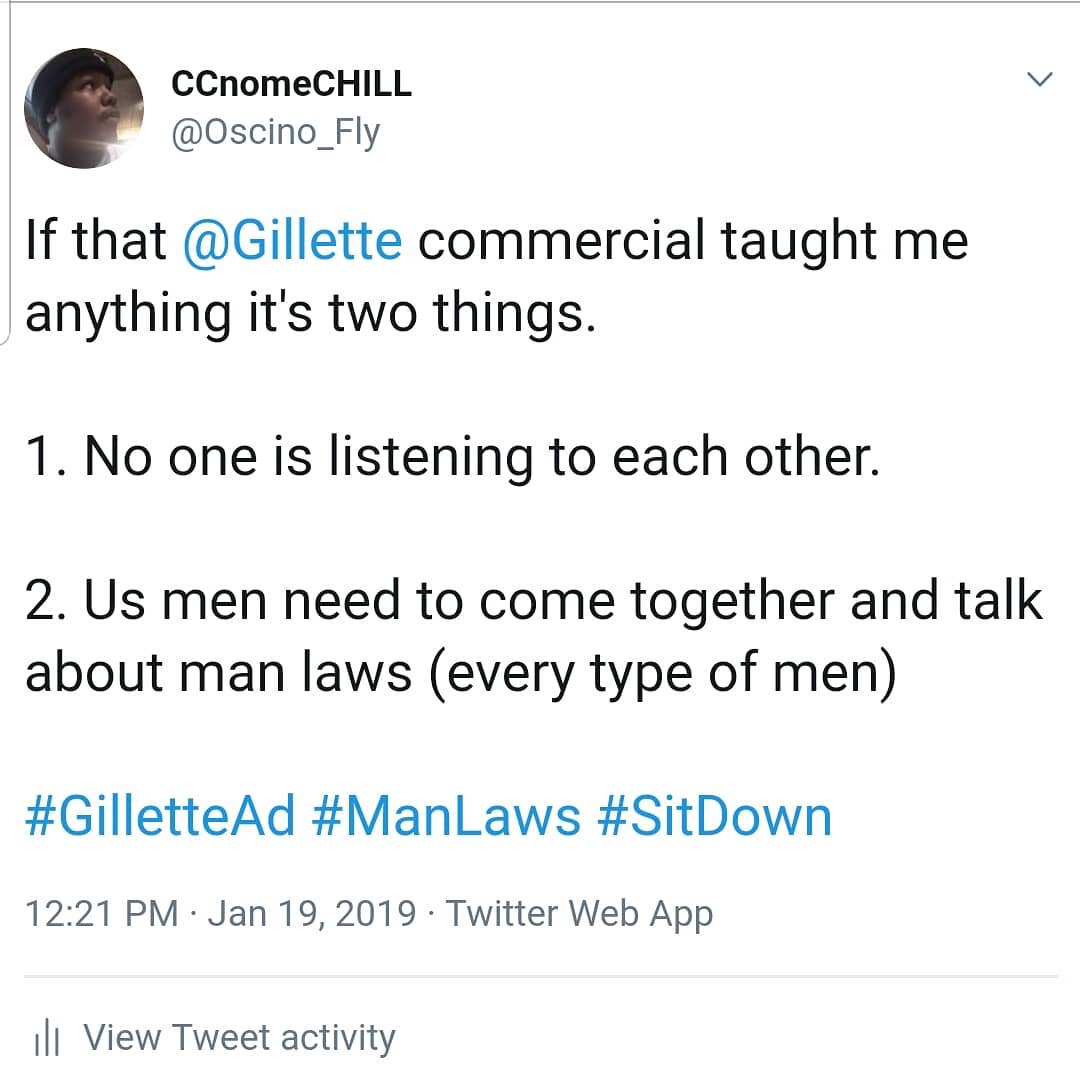 CCnomeCHILL
@Oscino_Fly
If that @Gillette commercial taught me
anything it's two things.
1. No one is listening to each other.
2. Us men need to come together and talk
about man laws (every type of men)
#GilletteAd #ManLaws #SitDown
12:21 PM · Jan 19, 2019 · Twitter Web App
View Tweet activity